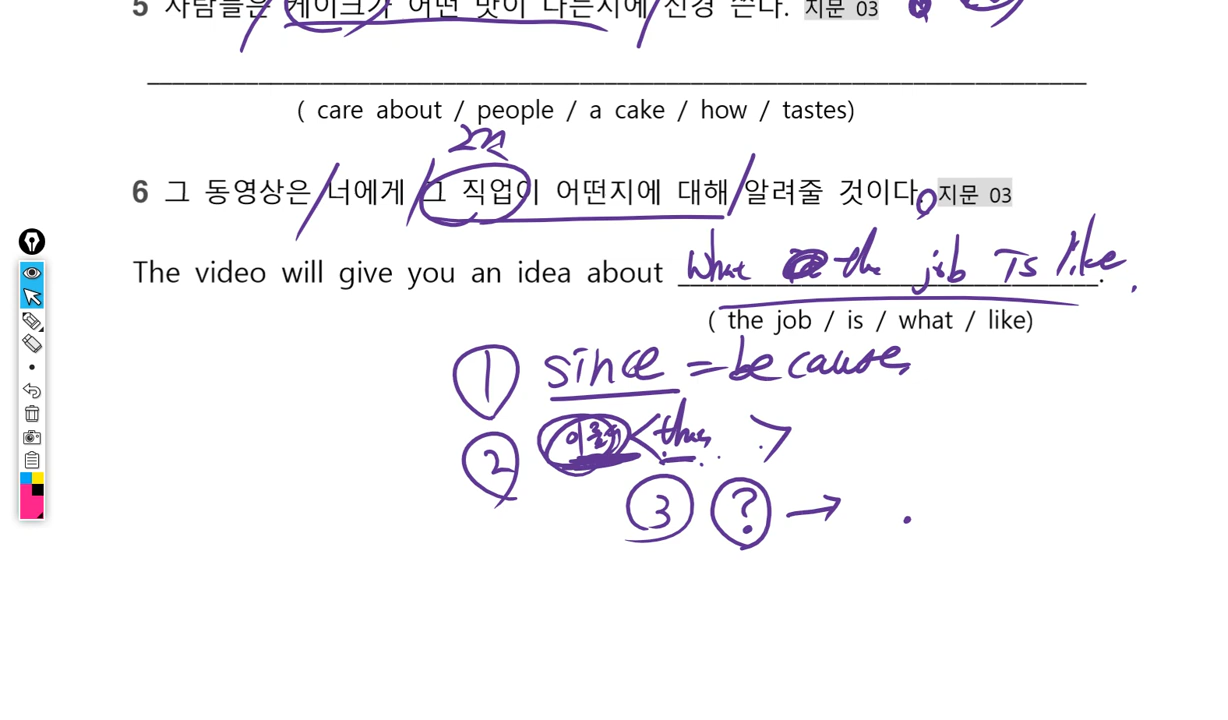 5 사람들은 케이크가 어떤 맛이 나는지에 신경 쓴다. 지문 03
( care about / people / a cake / how / tastes)
6 그 동영상은 너에게 그 직업이 어떤지에 대해 알려줄 것이다. 지문 03
The video will give you an idea about What the job Is like.
( the job / is / what / like)
① since = because
② <thus >
③ ? → .